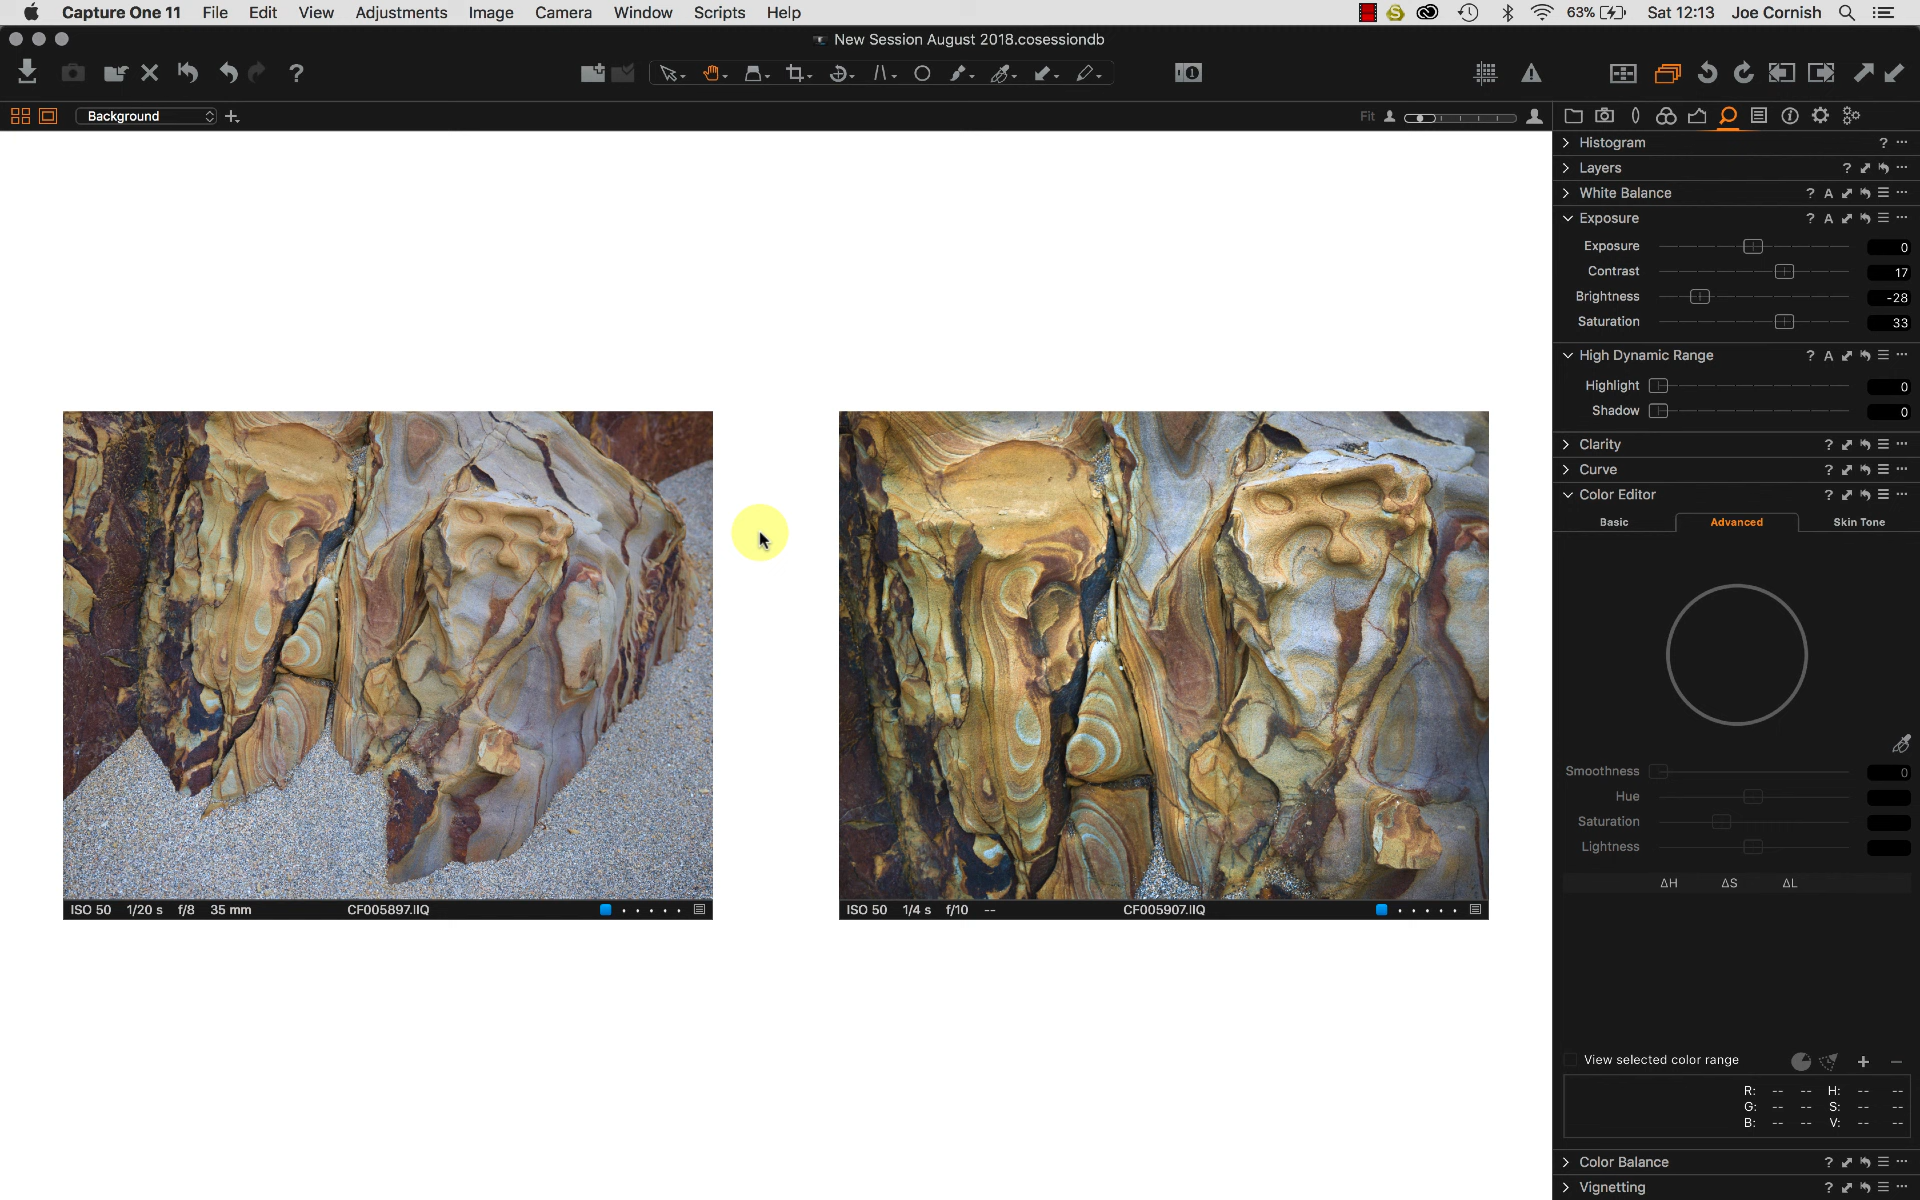 Capture One 11 File Edit View Adjustments Image Camera Window Scripts Help 63% Sat 12:13 Joe Cornish
New Session August 2018.cosessiondb
?
Background
Fit
Histogram ?
Layers ?
White Balance ? A
Exposure ? A
Exposure 0
Contrast 17
Brightness -28
Saturation 33
High Dynamic Range ? A
Highlight 0
Shadow 0
Clarity ?
Curve ?
Color Editor ?
Basic Advanced Skin Tone
Smoothness 0
Hue
Saturation
Lightness
ΔH ΔS ΔL
ISO 50 1/20 s f/8 35 mm CF005897.IIQ
ISO 50 1/4 s f/10 -- CF005907.IIQ
View selected color range
R: -- -- H: -- --
G: -- -- S: -- --
B: -- -- V: -- --
Color Balance ?
Vignetting ?